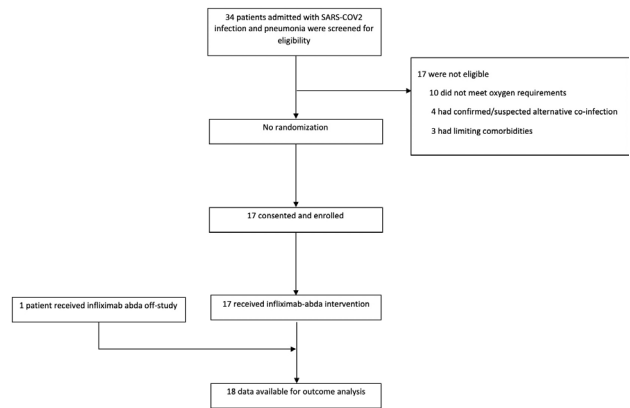 34 patients admitted with SARS-COV2
infection and pneumonia were screened for
eligibility
17 were not eligible
10 did not meet oxygen requirements
4 had confirmed/suspected alternative co-infection
3 had limiting comorbidities
No randomization
17 consented and enrolled
1 patient received infliximab abda off-study
17 received infliximab-abda intervention
18 data available for outcome analysis